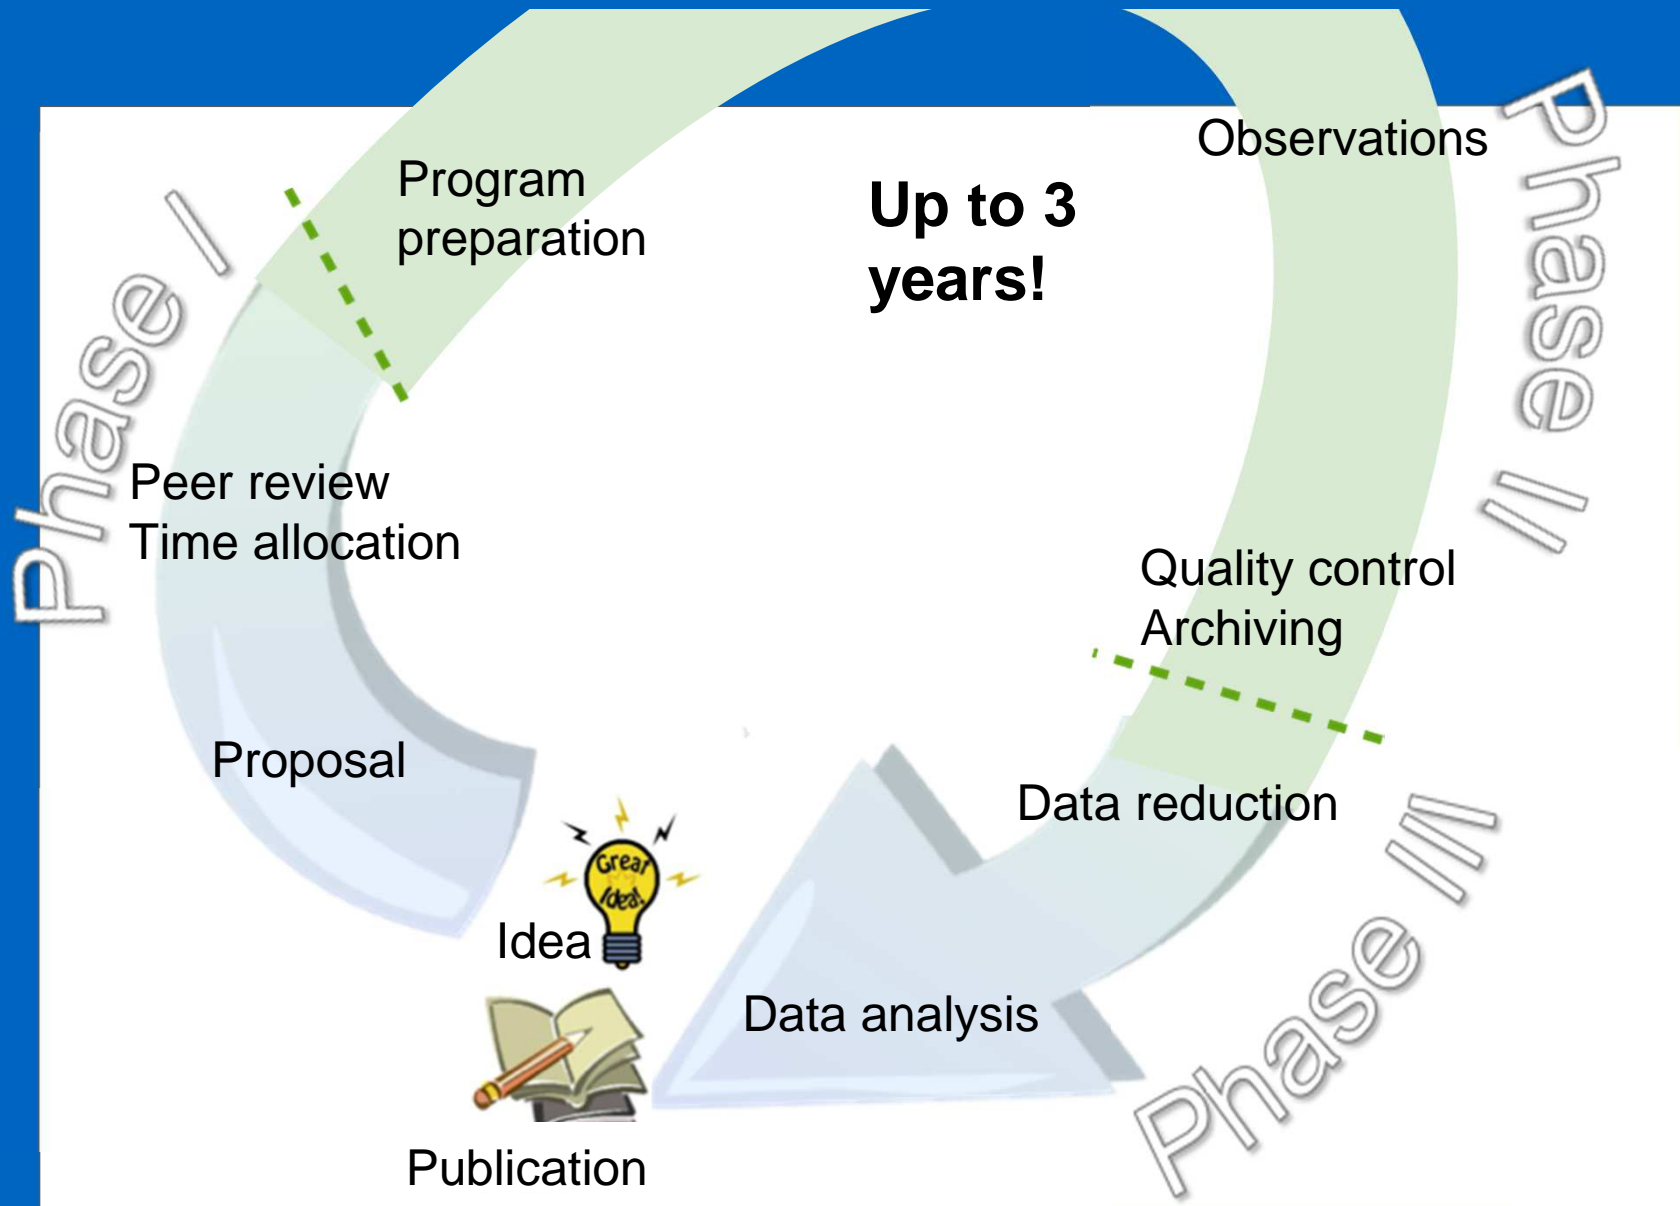 Phase I
Program
preparation
Up to 3
years!
Observations
Phase II
Peer review
Time allocation
Quality control
Archiving
Proposal
Data reduction
Great
Idea!
Idea
Data analysis
Phase III
Publication